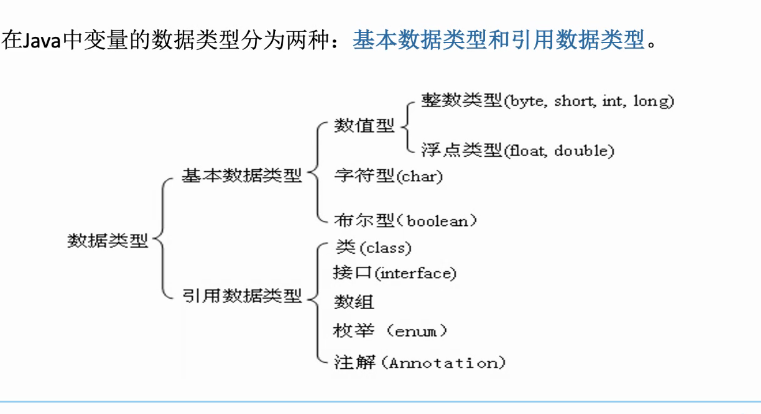 在Java中变量的数据类型分为两种：基本数据类型和引用数据类型。
整数类型(byte, short, int, long)
数值型
浮点类型(float, double)
基本数据类型
字符型(char)
布尔型(boolean)
数据类型
类(class)
接口(interface)
引用数据类型
数组
枚举 (enum)
注解(Annotation)